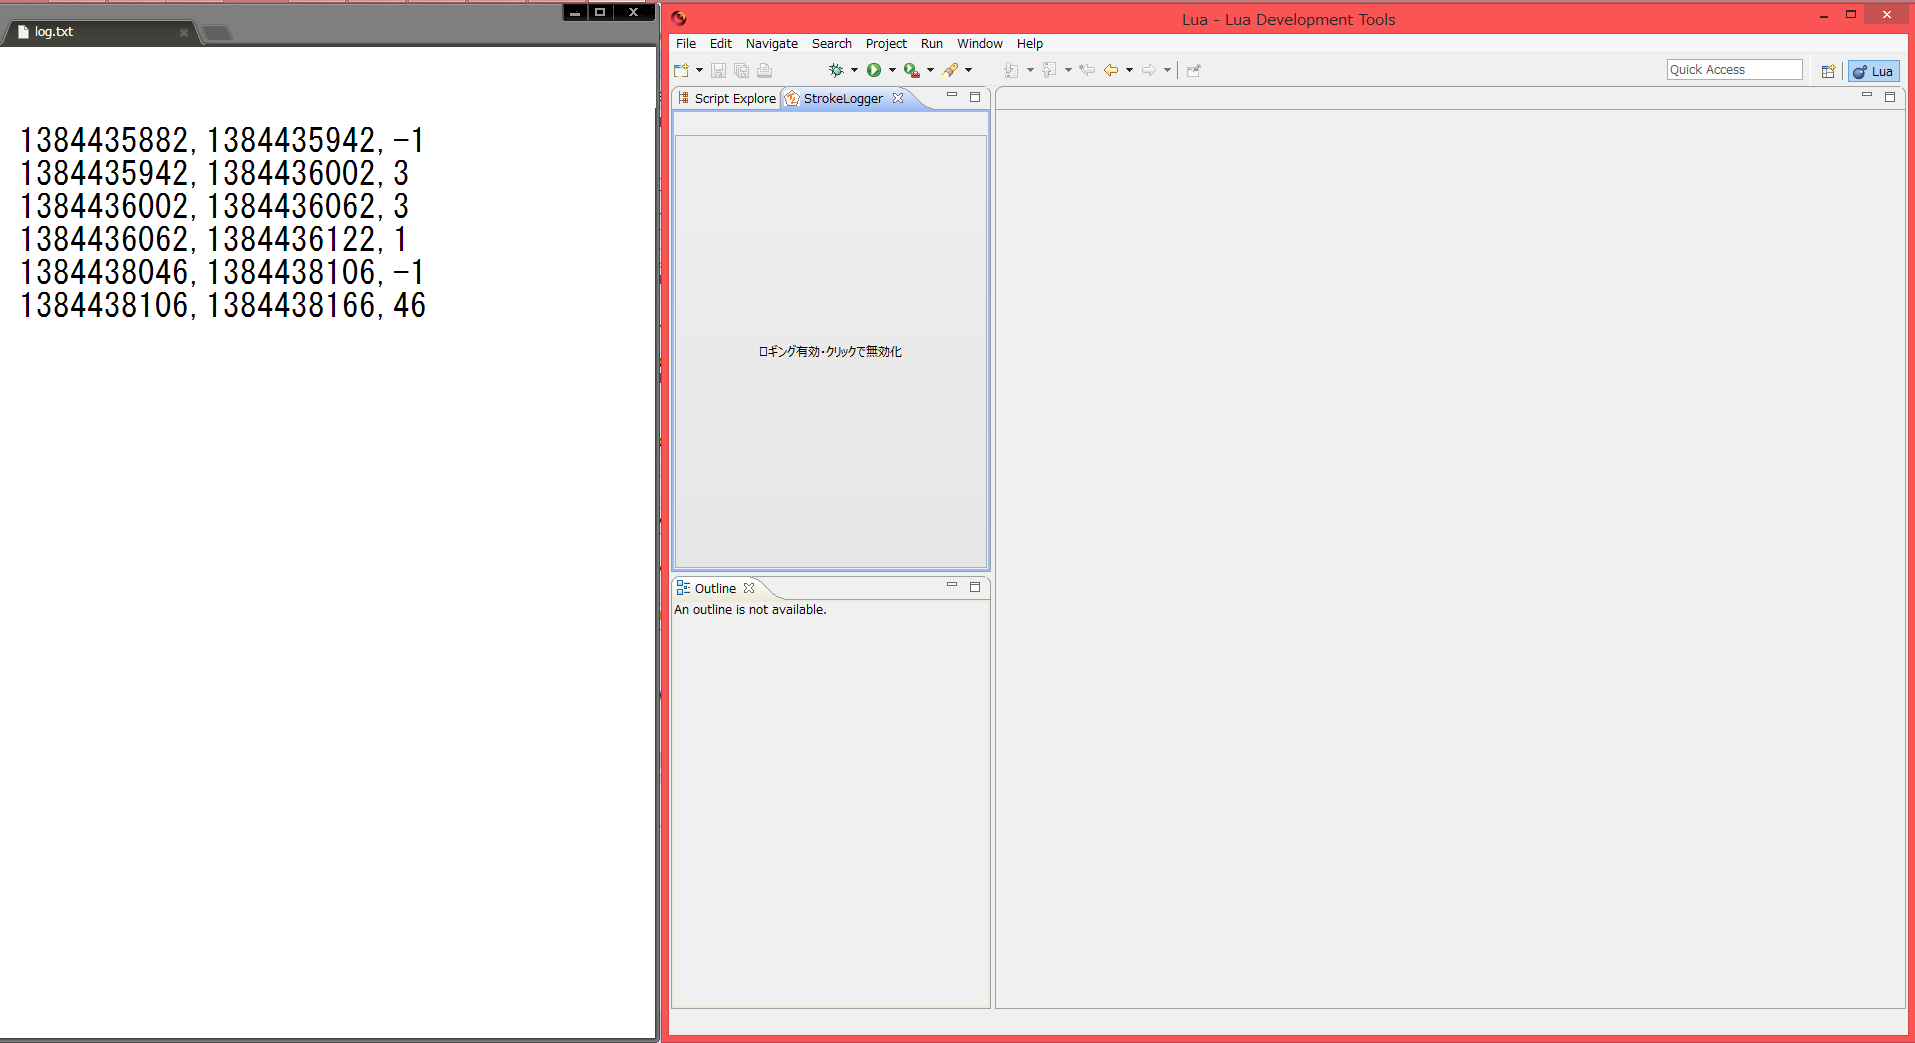 log.txt
1384435882, 1384435942, -1
1384435942, 1384436002, 3
1384436002, 1384436062, 3
1384436062, 1384436122, 1
1384438046, 1384438106, -1
1384438106, 1384438166, 46
Lua - Lua Development Tools
File Edit Navigate Search Project Run Window Help
Quick Access
Lua
Script Explore
StrokeLogger
ロギング有効・クリックで無効化
Outline
An outline is not available.